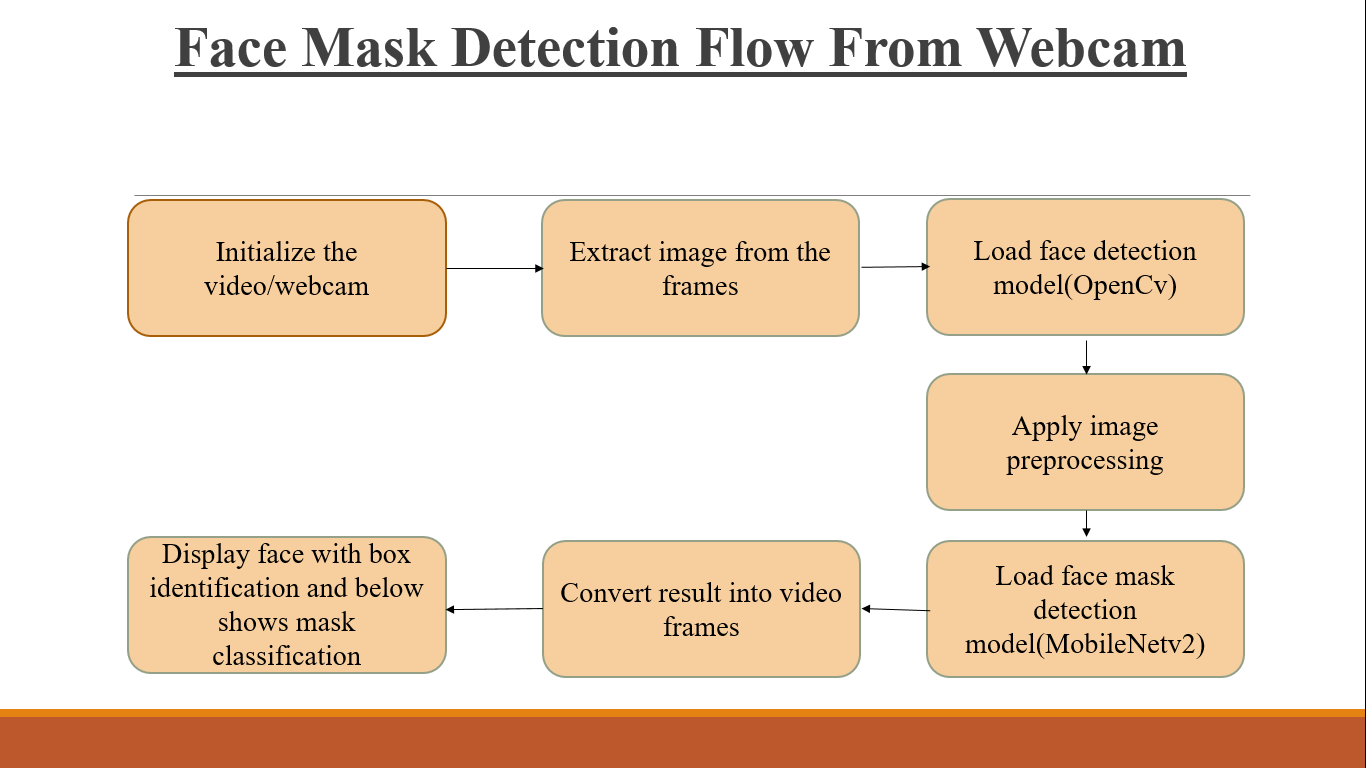 Face Mask Detection Flow From Webcam
Initialize the
video/webcam
Extract image from the
frames
Load face detection
model(OpenCv)
Apply image
preprocessing
Load face mask
detection
model(MobileNetv2)
Convert result into video
frames
Display face with box
identification and below
shows mask
classification